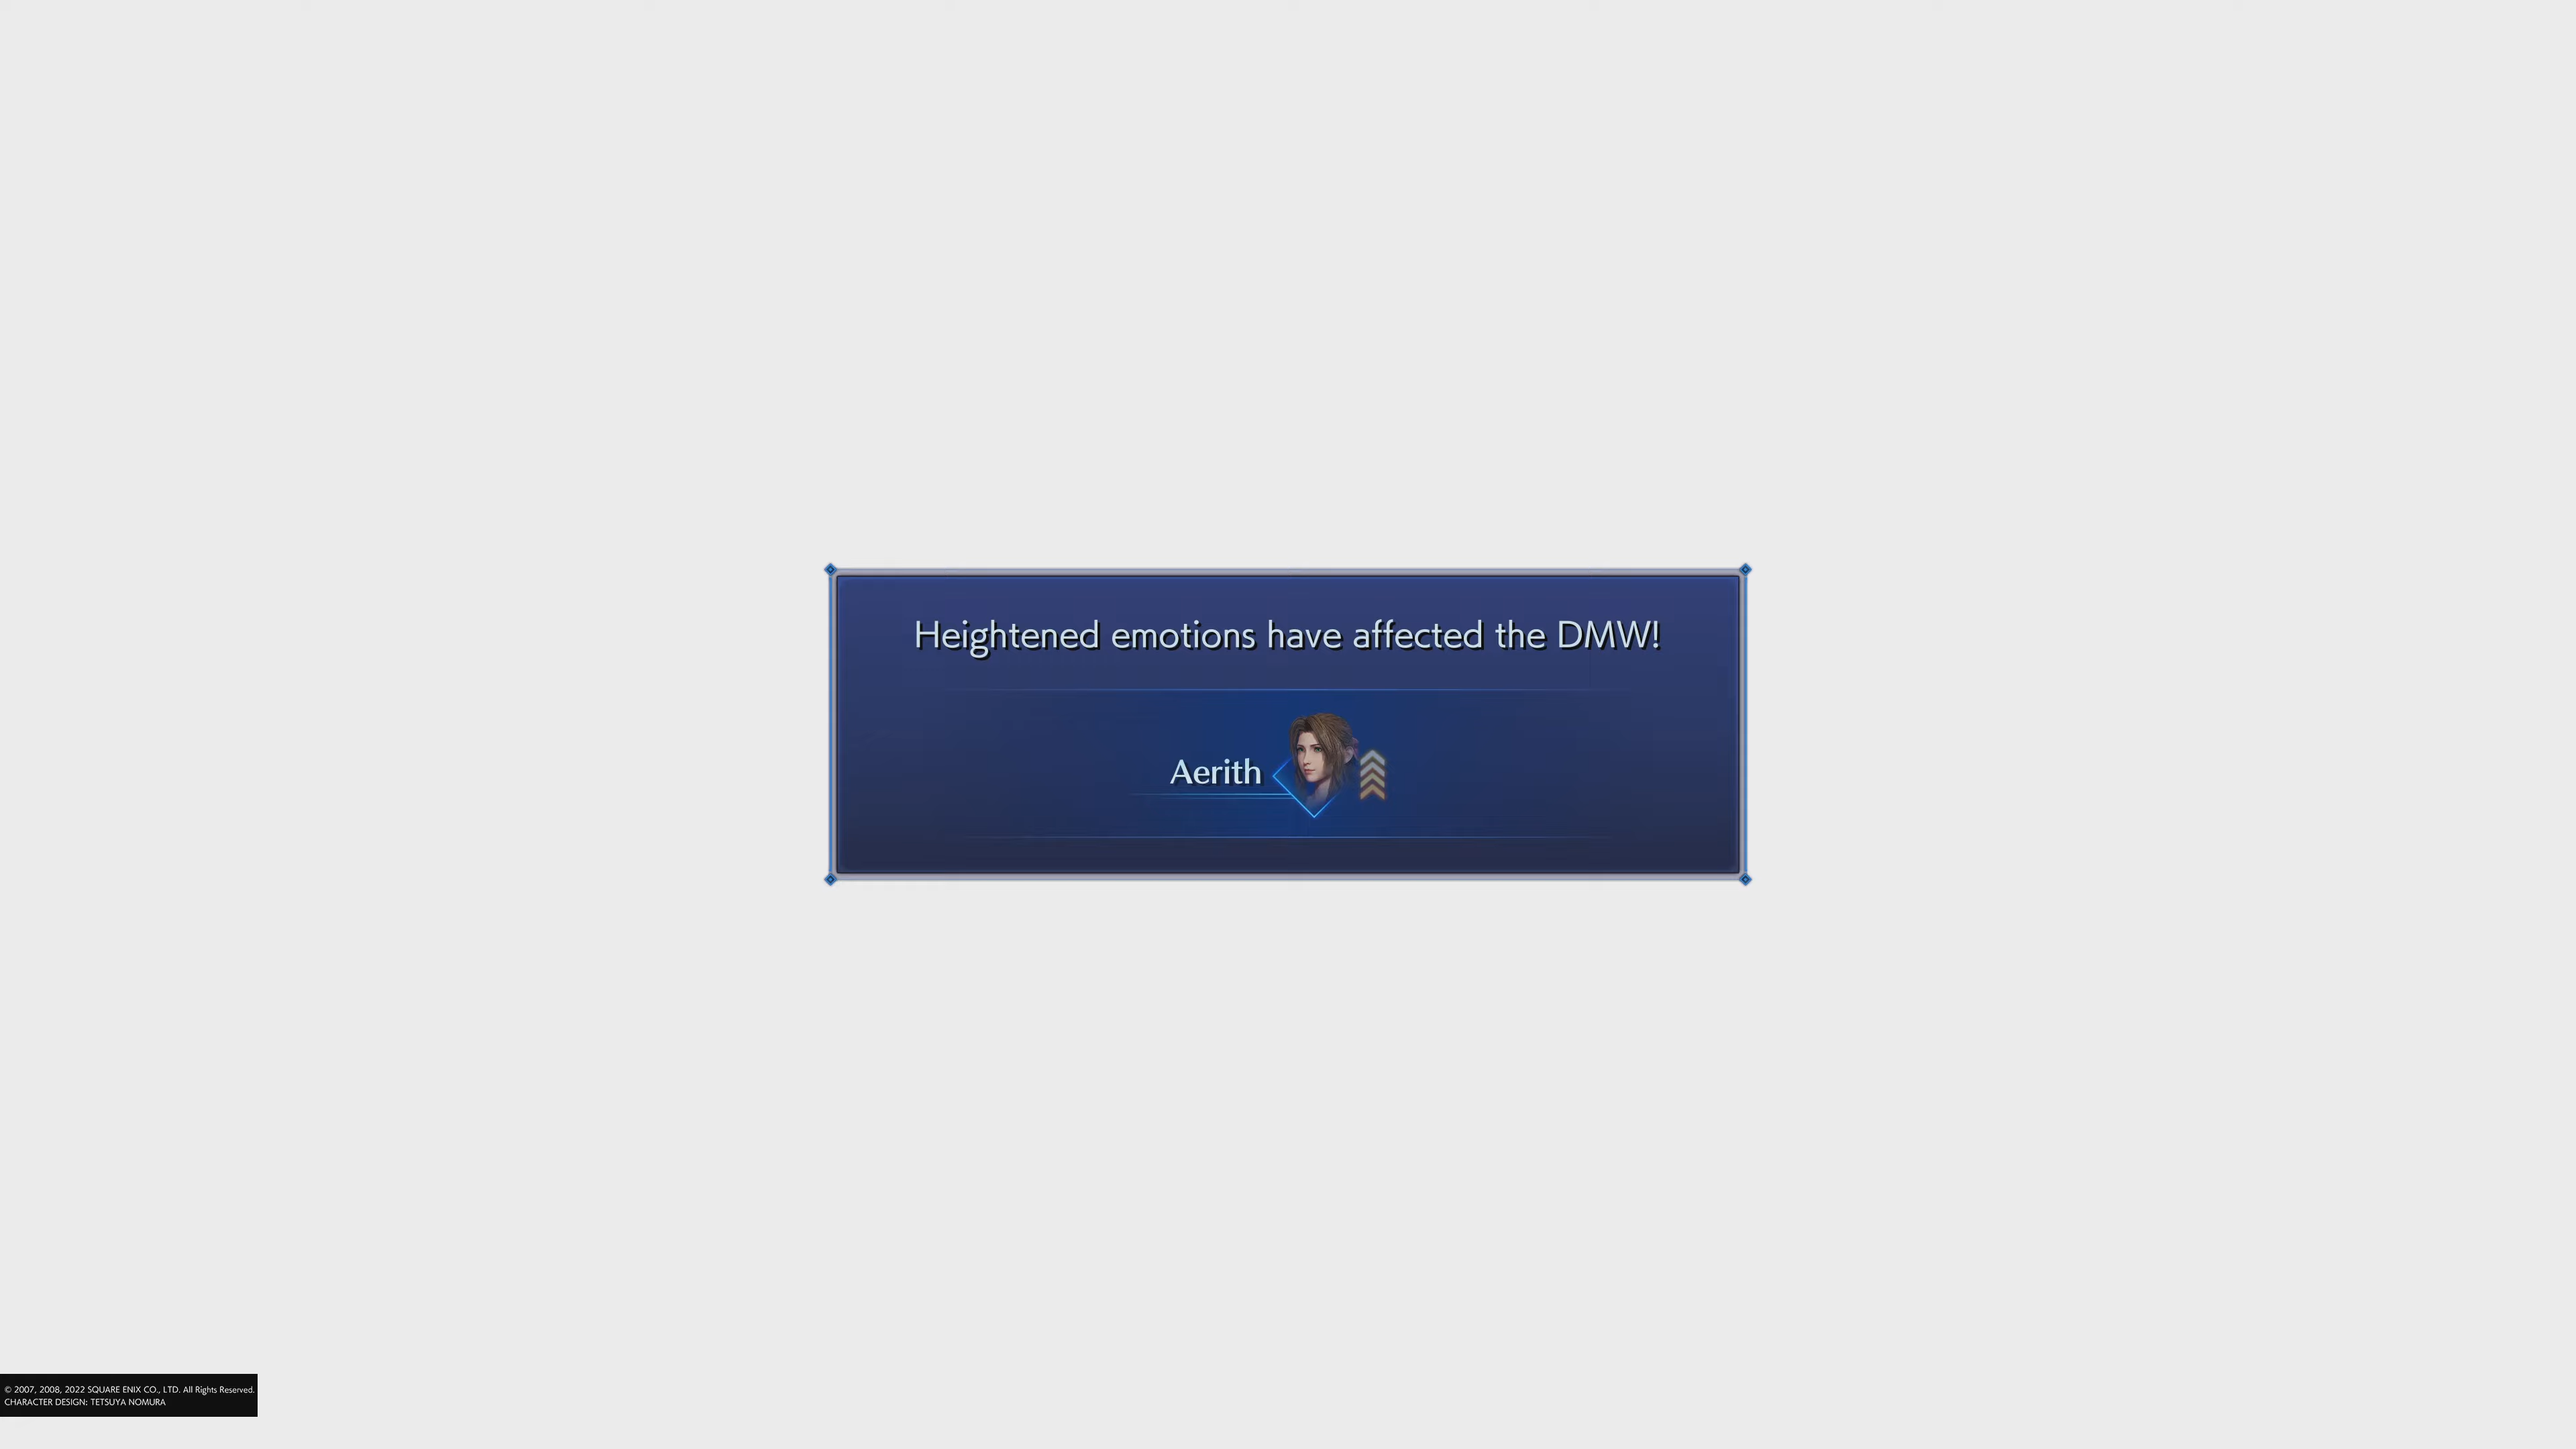 Heightened emotions have affected the DMW!
Aerith
© 2007, 2008, 2022 SQUARE ENIX CO., LTD. All Rights Reserved.
CHARACTER DESIGN: TETSUYA NOMURA